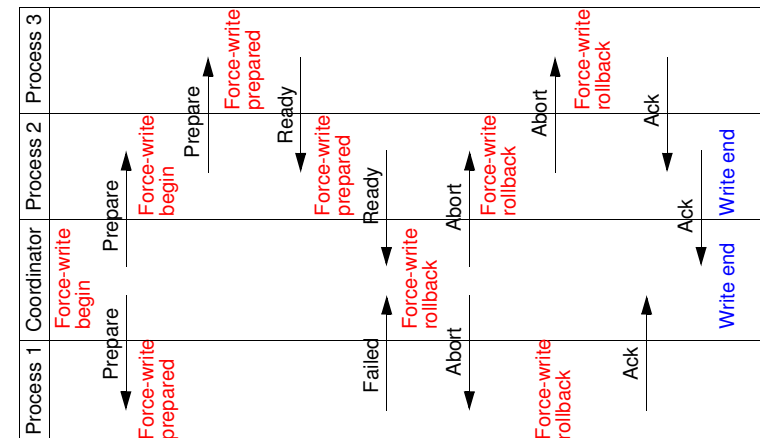 Process 3
Force-write
prepared
Force-write
rollback
Prepare
Ready
Abort
Ack
Process 2
Force-write
begin
Force-write
prepared
Force-write
rollback
Write end
Prepare
Ready
Abort
Ack
Coordinator
Force-write
begin
Force-write
rollback
Write end
Prepare
Failed
Abort
Ack
Process 1
Force-write
prepared
Force-write
rollback